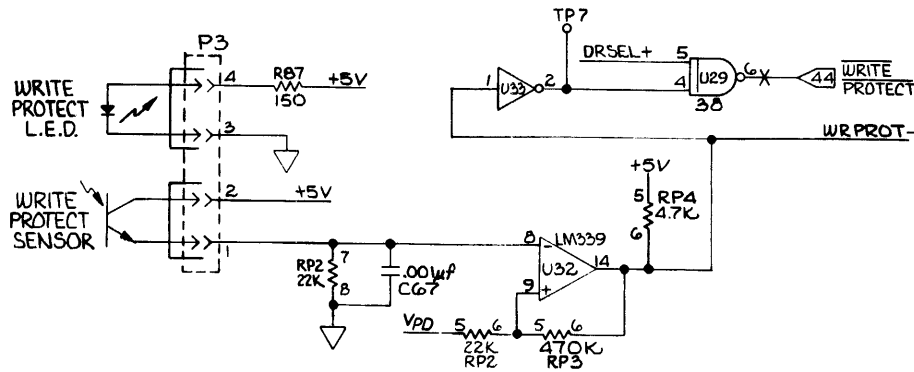 TP7
P3
DRSEL+
5
U29
4
6
38
44
WRITE
PROTECT
1
U33
2
WRITE
PROTECT
L.E.D.
4
R87
150
+5V
3
WR PROT-
WRITE
PROTECT
SENSOR
2
+5V
1
+5V
5
RP4
4.7K
6
8
-
LM339
U32
14
9
+
RP2
22K
7
8
.001µf
C67
VPD
5
6
22K
RP2
5
6
470K
RP3